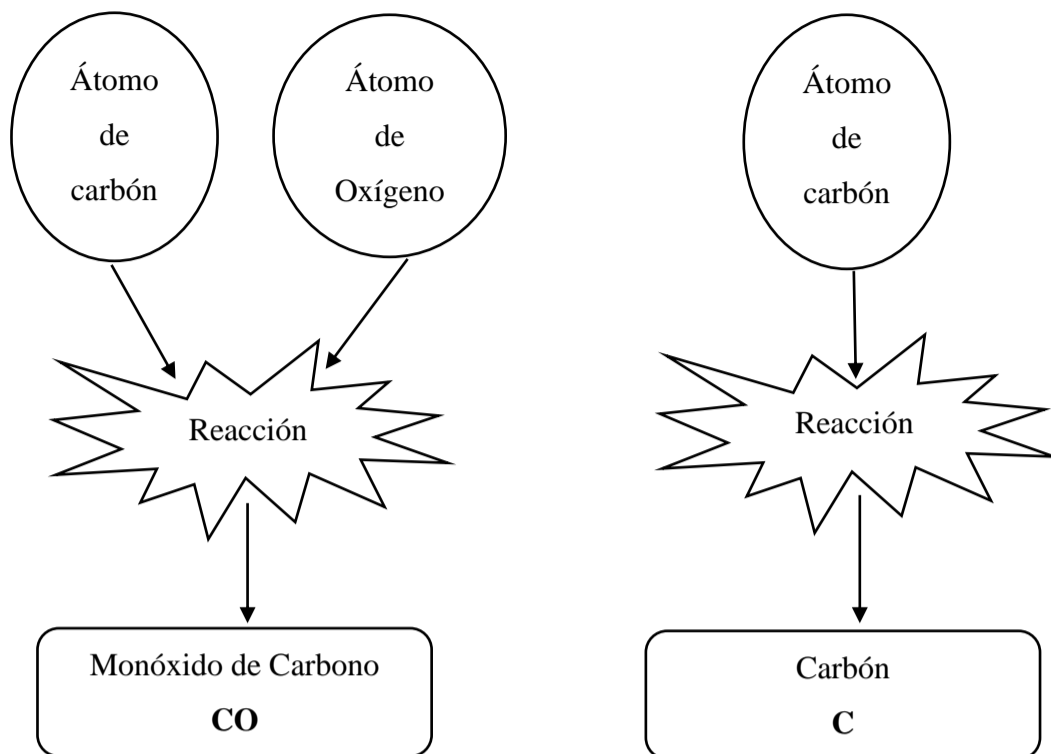 Átomo
de
carbón
Átomo
de
Oxígeno
Átomo
de
carbón
Reacción
Reacción
Monóxido de Carbono
CO
Carbón
C